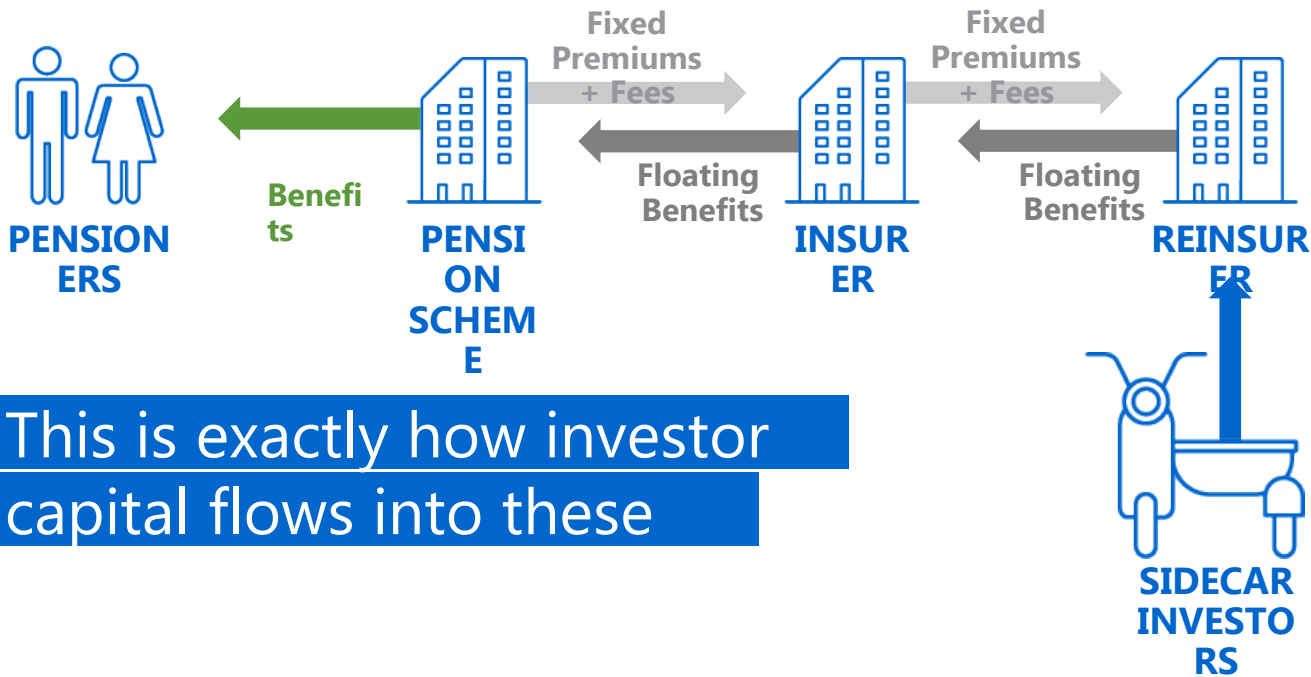 Fixed
Premiums
+ Fees
Fixed
Premiums
+ Fees
Benefi
ts
Floating
Benefits
Floating
Benefits
PENSION
ERS
PENSI
ON
SCHEM
E
INSUR
ER
REINSUR
ER
This is exactly how investor
capital flows into these
SIDECAR
INVESTO
RS